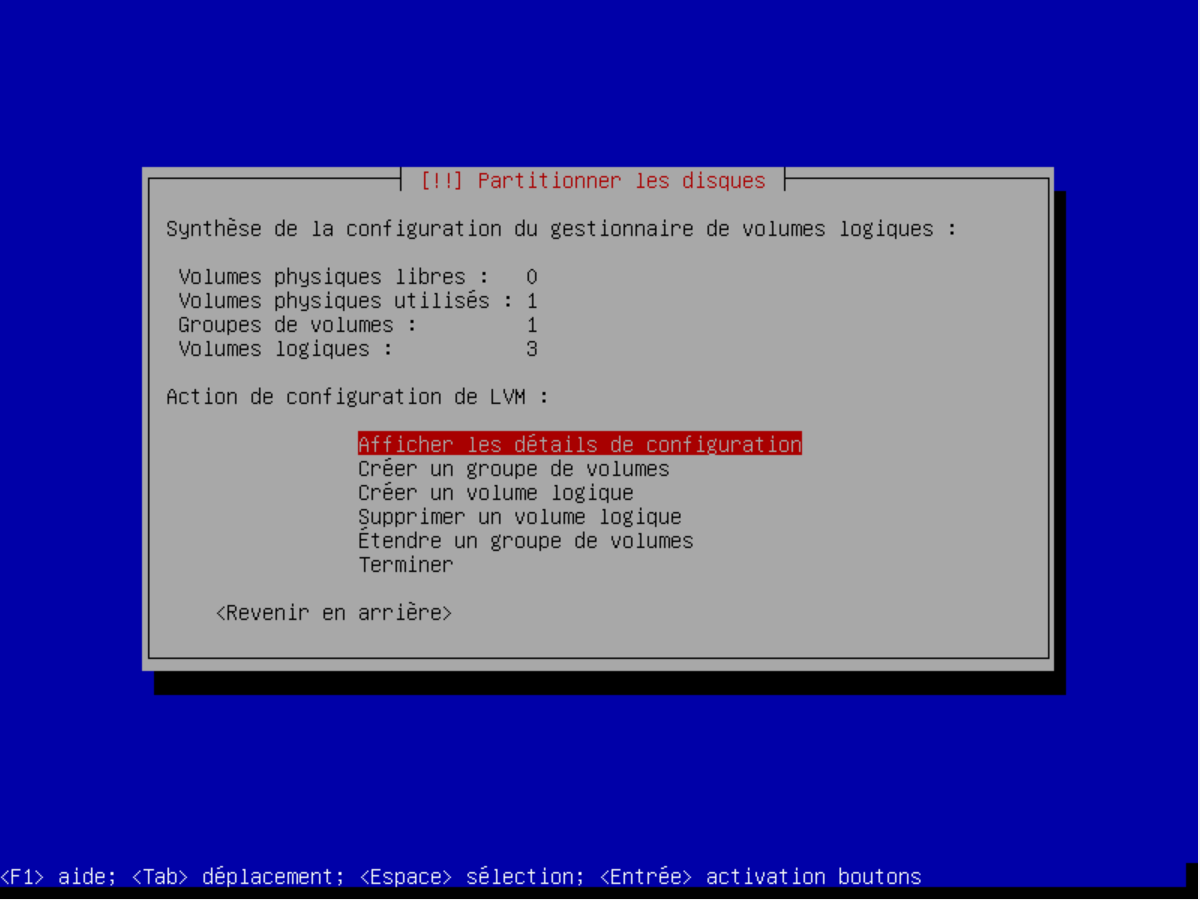 [!!] Partitionner les disques
Synthèse de la configuration du gestionnaire de volumes logiques :
Volumes physiques libres : 0
Volumes physiques utilisés : 1
Groupes de volumes : 1
Volumes logiques : 3
Action de configuration de LVM :
Afficher les détails de configuration
Créer un groupe de volumes
Créer un volume logique
Supprimer un volume logique
Étendre un groupe de volumes
Terminer
<Revenir en arrière>
<F1> aide; <Tab> déplacement; <Espace> sélection; <Entrée> activation boutons